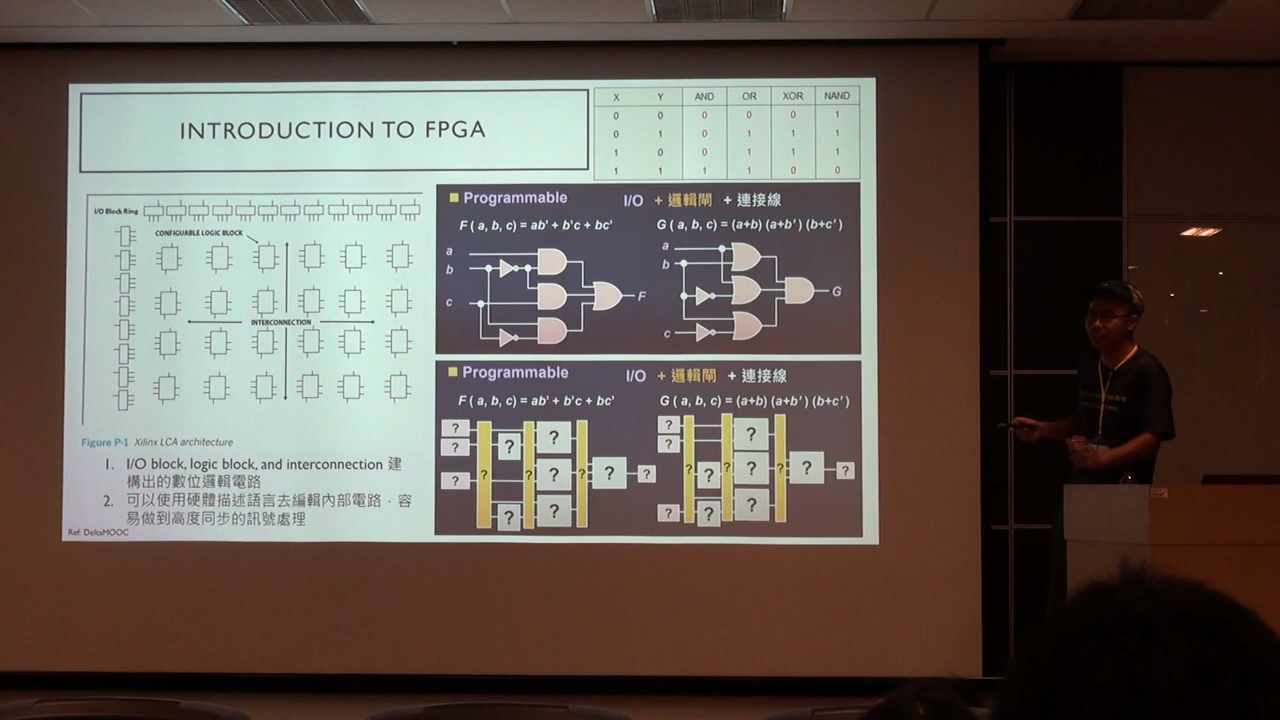 INTRODUCTION TO FPGA
X Y AND OR XOR NAND
0 0 0 0 0 1
0 1 0 1 1 1
1 0 0 1 1 1
1 1 1 1 0 0
I/O Block Ring
CONFIGUABLE LOGIC BLOCK
INTERCONNECTION
Figure P-1 Xilinx LCA architecture
1. I/O block, logic block, and interconnection 建
構出的數位邏輯電路
2. 可以使用硬體描述語言去編輯內部電路，容
易做到高度同步的訊號處理
Ref: DeltaMOOC
Programmable I/O + 邏輯閘 + 連接線
F ( a, b, c) = ab' + b'c + bc'
G ( a, b, c) = (a+b) (a+b' ) (b+c' )
a
b
c
F
a
b
c
G
Programmable I/O + 邏輯閘 + 連接線
F ( a, b, c) = ab' + b'c + bc'
G ( a, b, c) = (a+b) (a+b' ) (b+c' )
? ? ? ? ? ? ? ? ? ? ? ? ?
? ? ? ? ? ? ? ? ? ? ? ? ?